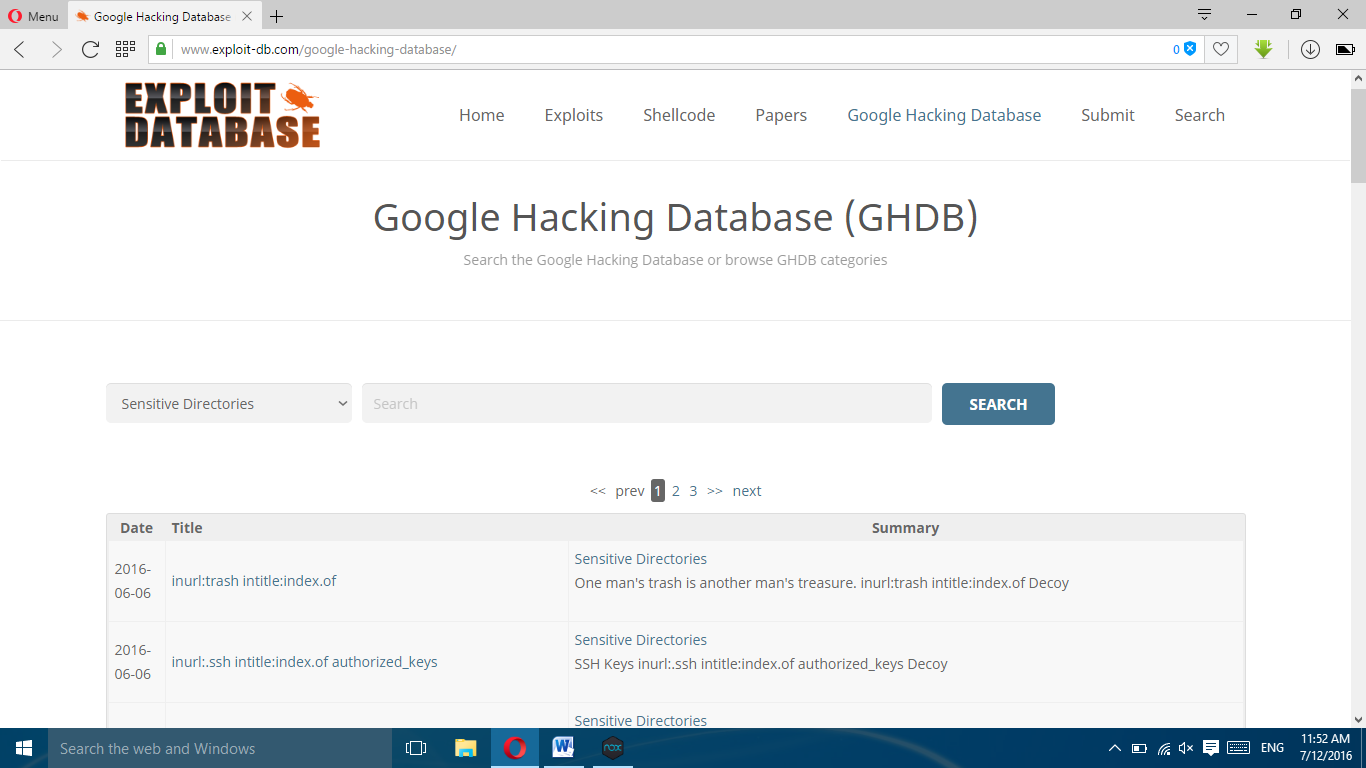 Menu
Google Hacking Database
www.exploit-db.com/google-hacking-database/
0
EXPLOIT
DATABASE
Home Exploits Shellcode Papers Google Hacking Database Submit Search
Google Hacking Database (GHDB)
Search the Google Hacking Database or browse GHDB categories
Sensitive Directories Search SEARCH
<< prev 1 2 3 >> next
Date Title Summary
2016-06-06 inurl:trash intitle:index.of
Sensitive Directories
One man's trash is another man's treasure. inurl:trash intitle:index.of Decoy
2016-06-06 inurl:.ssh intitle:index.of authorized_keys
Sensitive Directories
SSH Keys inurl:.ssh intitle:index.of authorized_keys Decoy
Sensitive Directories
Search the web and Windows
W
nox
ENG
11:52 AM
7/12/2016